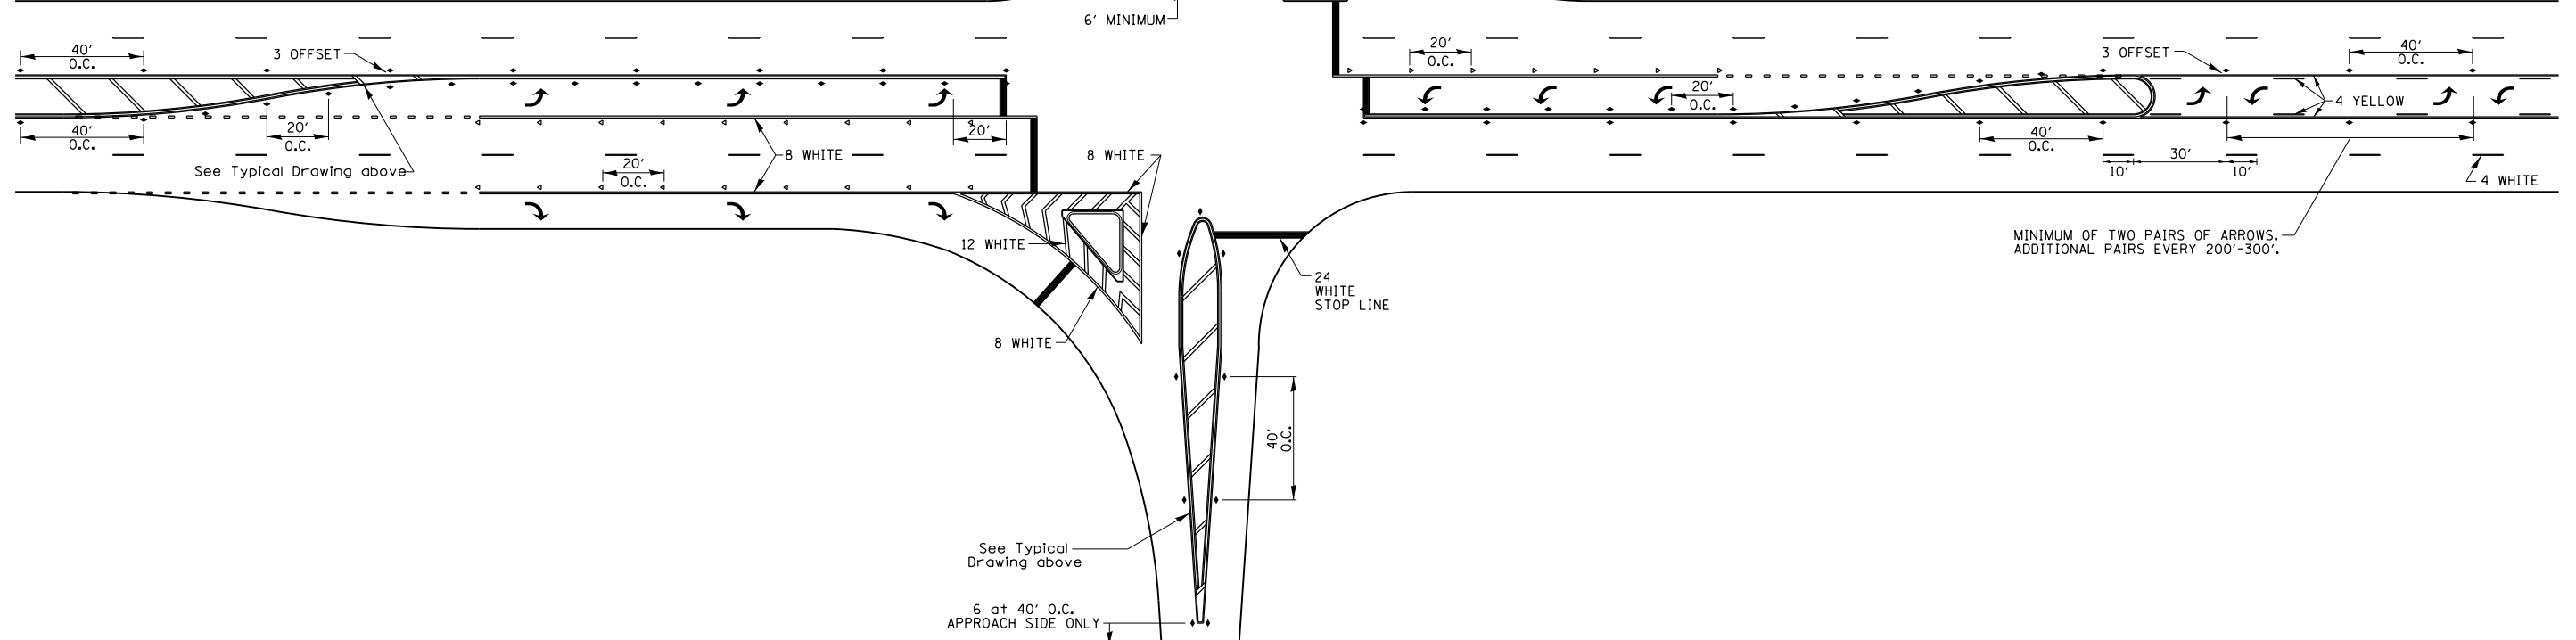 6' MINIMUM
40'
O.C.
3 OFFSET
20'
O.C.
3 OFFSET
40'
O.C.
20'
O.C.
4 YELLOW
40'
O.C.
20'
O.C.
20'
8 WHITE
8 WHITE
40'
O.C.
30'
10'
10'
See Typical Drawing above
20'
O.C.
4 WHITE
12 WHITE
MINIMUM OF TWO PAIRS OF ARROWS.
ADDITIONAL PAIRS EVERY 200'-300'.
24
WHITE
STOP LINE
8 WHITE
40'
O.C.
See Typical
Drawing above
6 at 40' O.C.
APPROACH SIDE ONLY